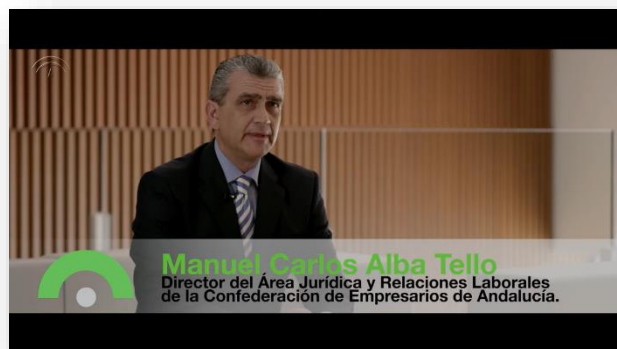 Manuel Carlos Alba Tello
Director del Área Jurídica y Relaciones Laborales
de la Confederación de Empresarios de Andalucía.